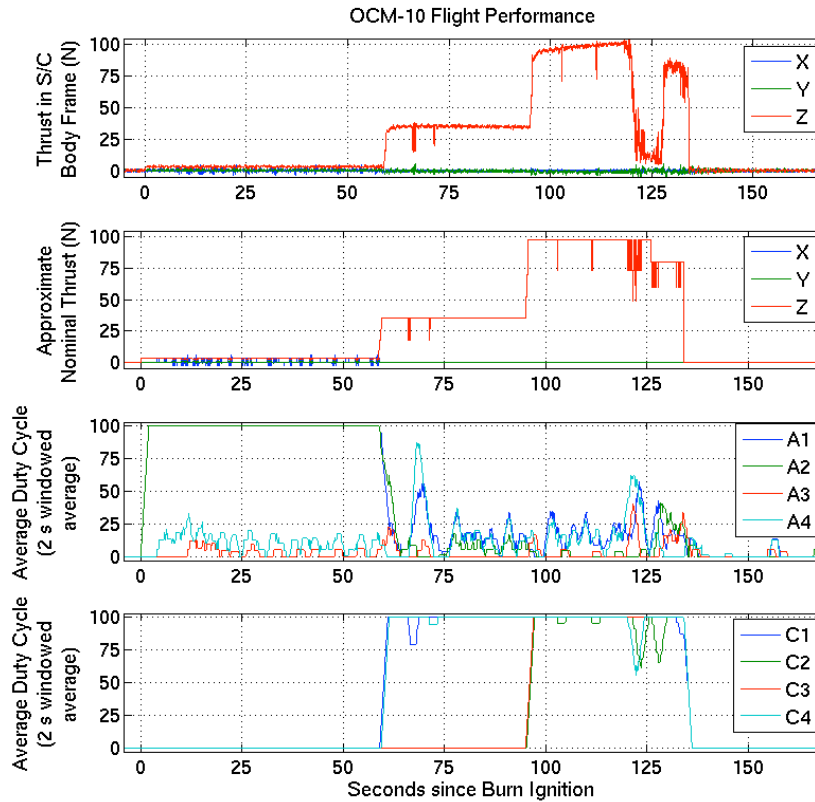 OCM-10 Flight Performance
Thrust in S/C
Body Frame (N)
100
75
50
25
0
X
Y
Z
0
25
50
75
100
125
150
Approximate
Nominal Thrust (N)
100
75
50
25
0
X
Y
Z
0
25
50
75
100
125
150
Average Duty Cycle
(2 s windowed
average)
100
75
50
25
0
A1
A2
A3
A4
0
25
50
75
100
125
150
Average Duty Cycle
(2 s windowed
average)
100
75
50
25
0
C1
C2
C3
C4
0
25
50
75
100
125
150
Seconds since Burn Ignition